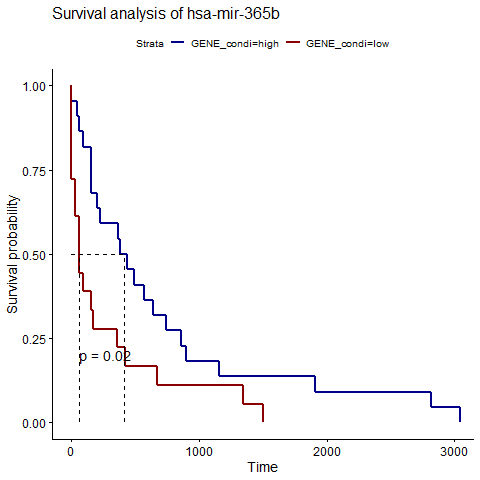 Survival analysis of hsa-mir-365b
Strata GENE_condi=high GENE_condi=low
Survival probability
1.00
0.75
0.50
0.25
0.00
p = 0.02
0 1000 2000 3000
Time